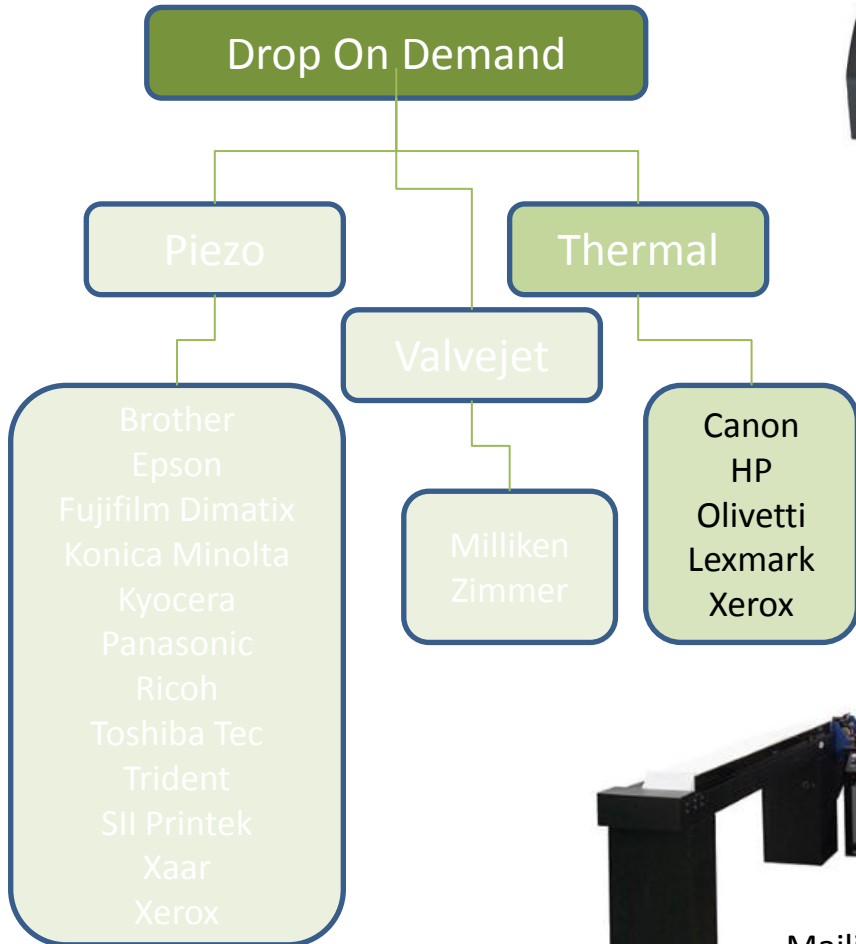 Drop On Demand
Piezo
Thermal
Valvejet
Brother
Epson
Fujifilm Dimatix
Konica Minolta
Kyocera
Panasonic
Ricoh
Toshiba Tec
Trident
SII Printek
Xaar
Xerox
Milliken
Zimmer
Canon
HP
Olivetti
Lexmark
Xerox